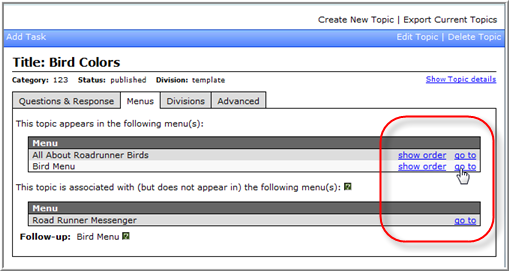 Create New Topic | Export Current Topics
Add Task Edit Topic | Delete Topic
Title: Bird Colors
Category: 123 Status: published Division: template Show Topic details
Questions & Response Menus Divisions Advanced
This topic appears in the following menu(s):
Menu
All About Roadrunner Birds show order go to
Bird Menu show order go to
This topic is associated with (but does not appear in) the following menu(s): ?
Menu
Road Runner Messenger go to
Follow-up: Bird Menu ?